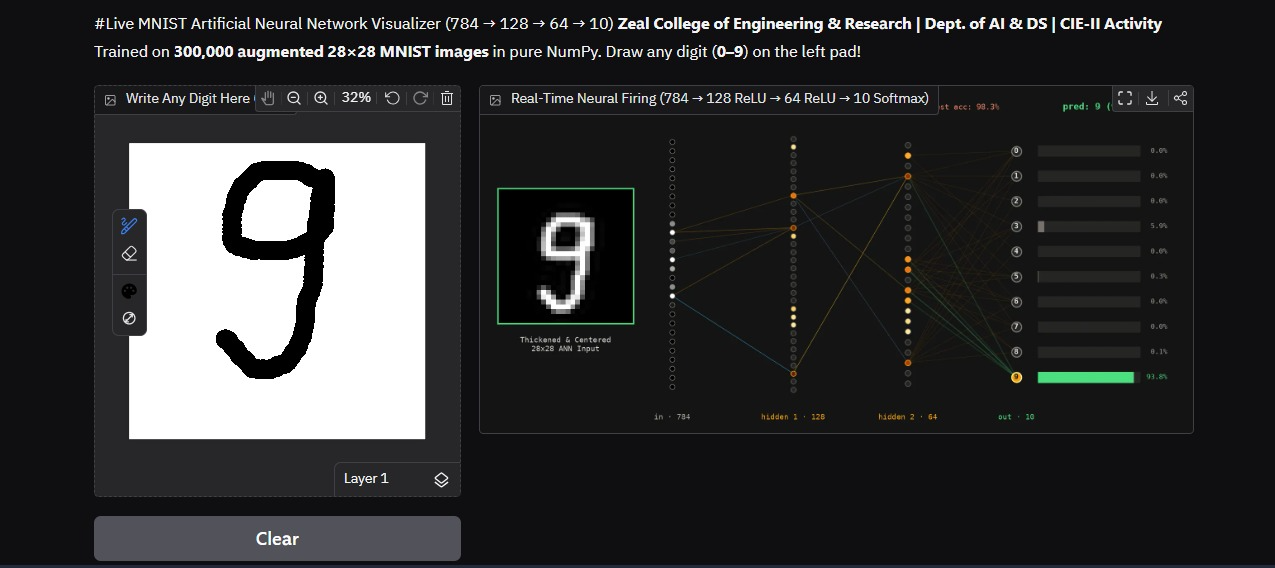 #Live MNIST Artificial Neural Network Visualizer (784 → 128 → 64 → 10) Zeal College of Engineering & Research | Dept. of AI & DS | CIE-II Activity
Trained on 300,000 augmented 28×28 MNIST images in pure NumPy. Draw any digit (0–9) on the left pad!
Write Any Digit Here
32%
9
Layer 1
Clear
Real-Time Neural Firing (784 → 128 ReLU → 64 ReLU → 10 Softmax)
st acc: 98.3%
pred: 9 (
9
Thickened & Centered
28x28 ANN Input
0 0.0%
1 0.0%
2 0.0%
3 5.9%
4 0.0%
5 0.3%
6 0.0%
7 0.0%
8 0.1%
9 93.8%
in · 784
hidden 1 · 128
hidden 2 · 64
out · 10